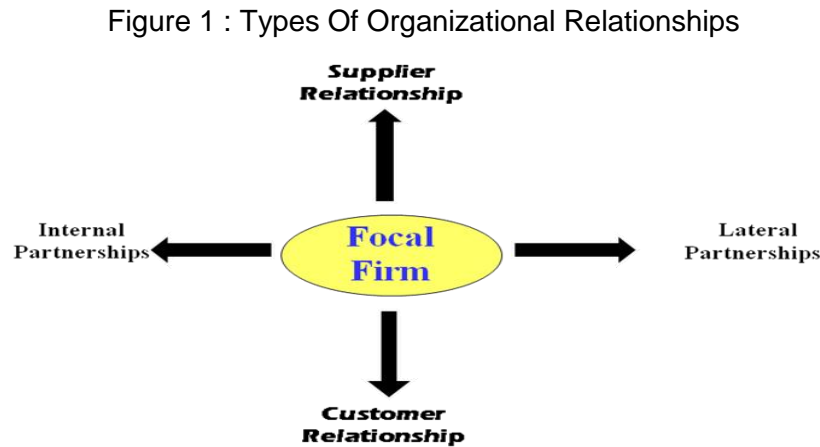 Figure 1 : Types Of Organizational Relationships
Supplier
Relationship
Internal
Partnerships
Focal
Firm
Lateral
Partnerships
Customer
Relationship